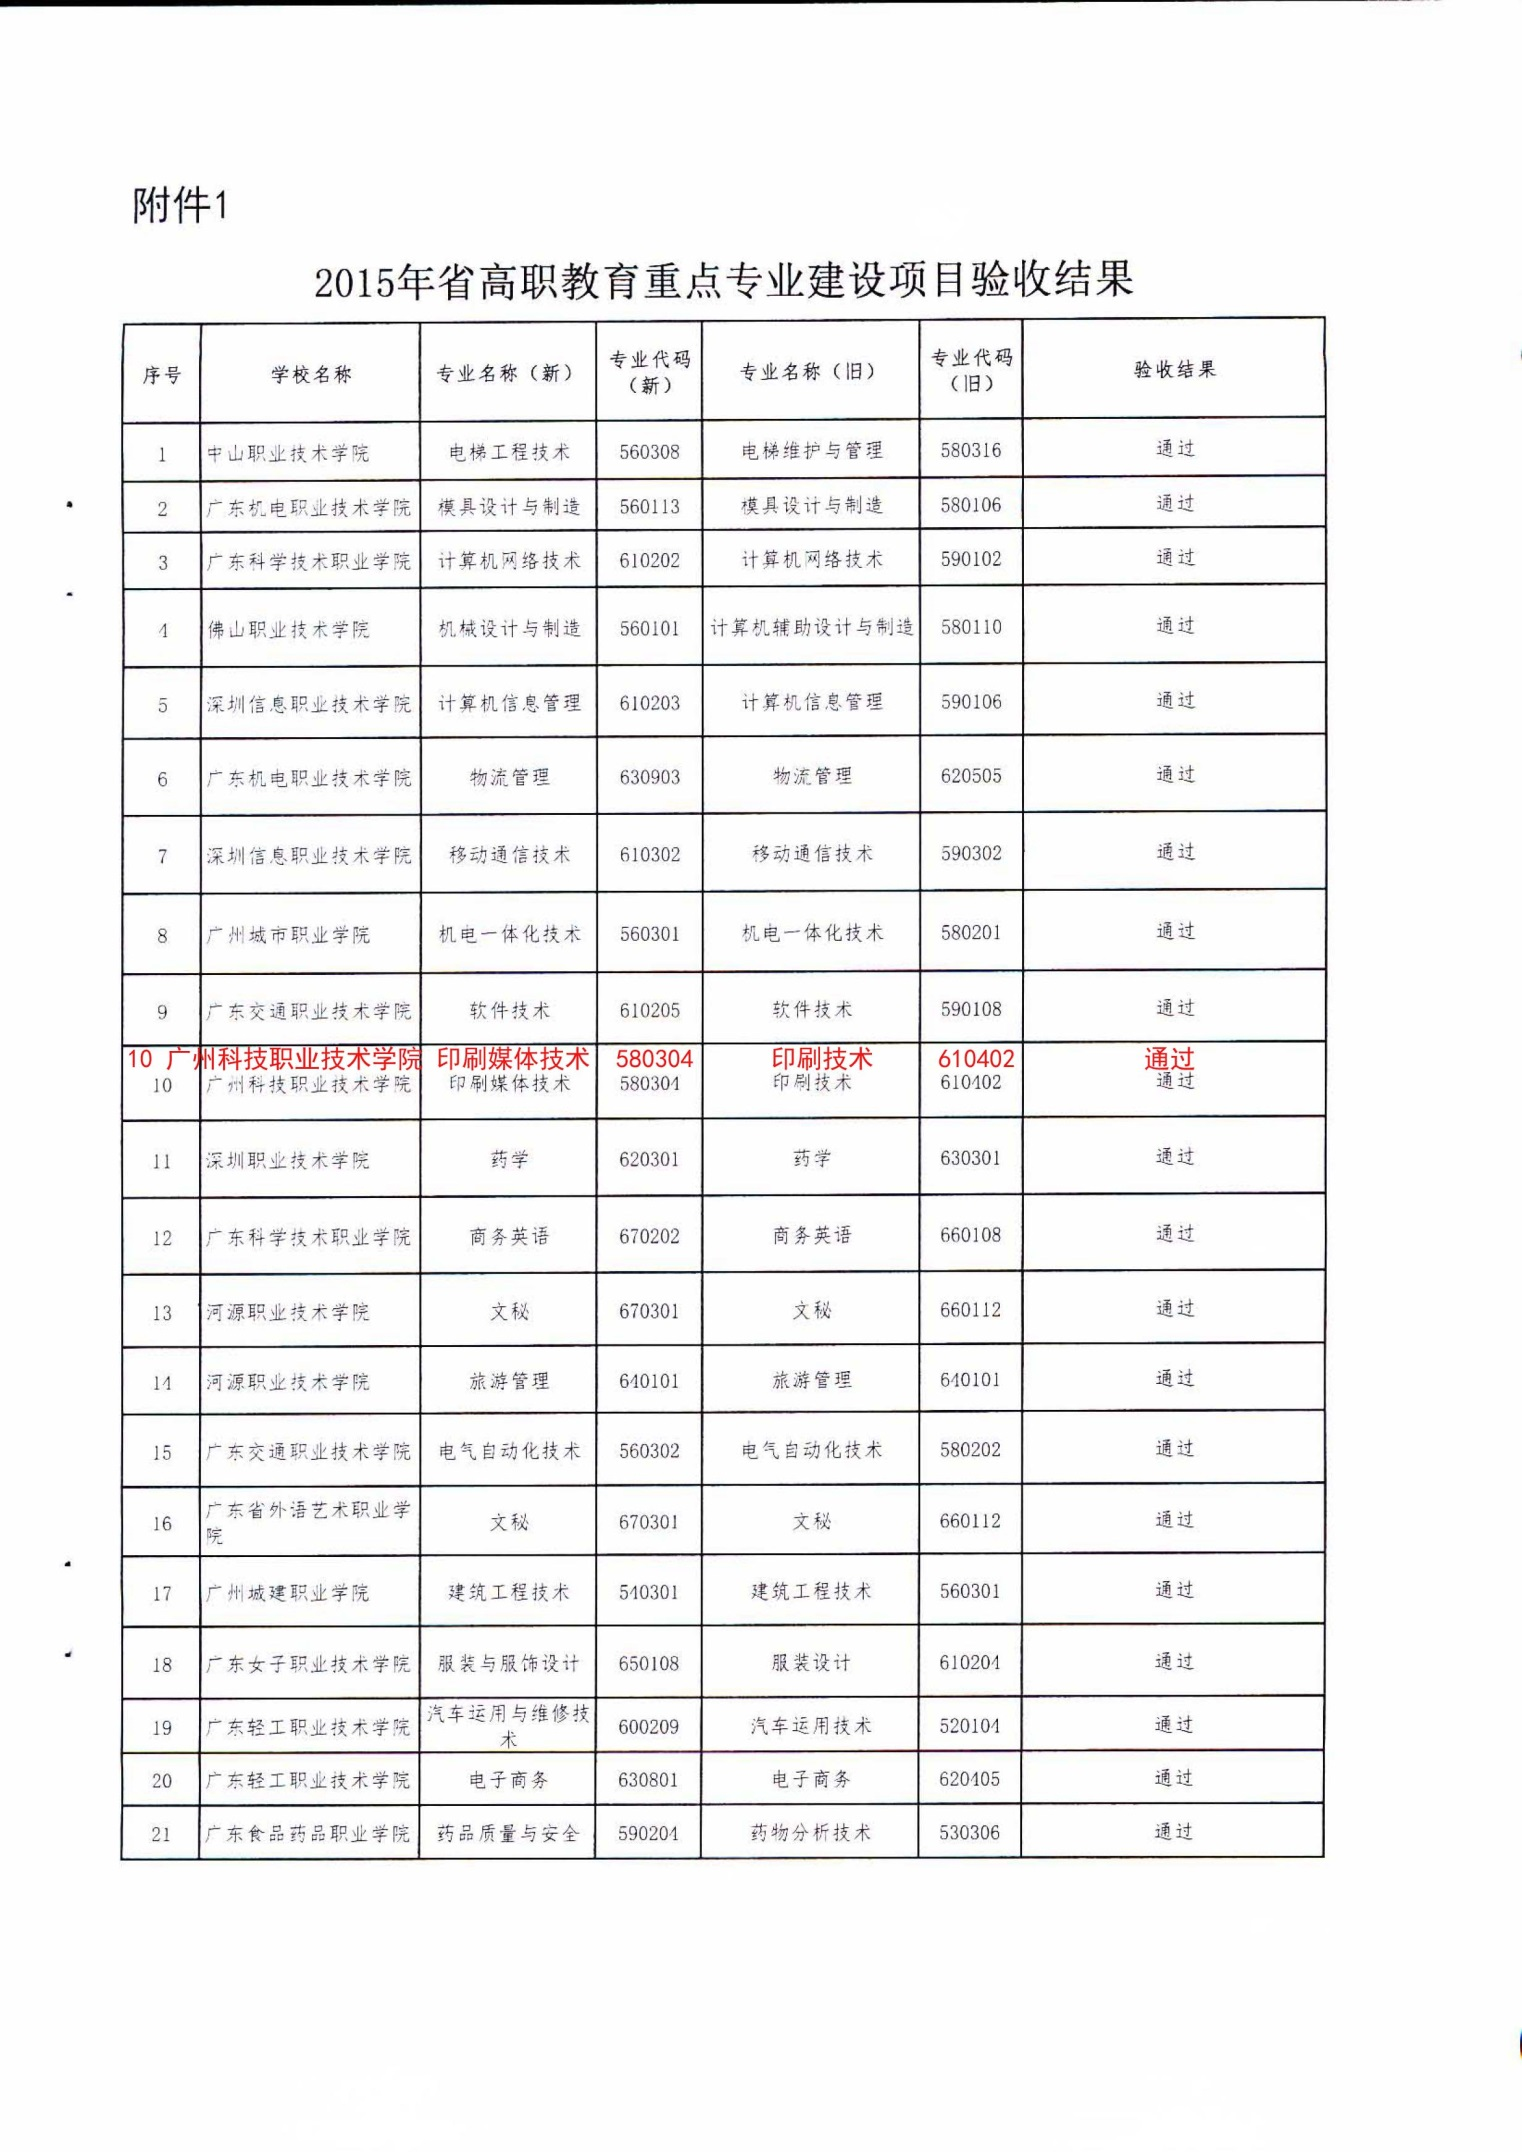 附件1
2015年省高职教育重点专业建设项目验收结果
序号 学校名称 专业名称（新） 专业代码（新） 专业名称（旧） 专业代码（旧） 验收结果
1 中山职业技术学院 电梯工程技术 560308 电梯维护与管理 580316 通过
2 广东机电职业技术学院 模具设计与制造 560113 模具设计与制造 580106 通过
3 广东科学技术职业学院 计算机网络技术 610202 计算机网络技术 590102 通过
4 佛山职业技术学院 机械设计与制造 560101 计算机辅助设计与制造 580110 通过
5 深圳信息职业技术学院 计算机信息管理 610203 计算机信息管理 590106 通过
6 广东机电职业技术学院 物流管理 630903 物流管理 620505 通过
7 深圳信息职业技术学院 移动通信技术 610302 移动通信技术 590302 通过
8 广州城市职业学院 机电一体化技术 560301 机电一体化技术 580201 通过
9 广东交通职业技术学院 软件技术 610205 软件技术 590108 通过
10 广州科技职业技术学院 印刷媒体技术 580304 印刷技术 610402 通过
10 广州科技职业技术学院 印刷媒体技术 580304 印刷技术 610402 通过
11 深圳职业技术学院 药学 620301 药学 630301 通过
12 广东科学技术职业学院 商务英语 670202 商务英语 660108 通过
13 河源职业技术学院 文秘 670301 文秘 660112 通过
14 河源职业技术学院 旅游管理 640101 旅游管理 640101 通过
15 广东交通职业技术学院 电气自动化技术 560302 电气自动化技术 580202 通过
16 广东省外语艺术职业学院 文秘 670301 文秘 660112 通过
17 广州城建职业学院 建筑工程技术 540301 建筑工程技术 560301 通过
18 广东女子职业技术学院 服装与服饰设计 650108 服装设计 610204 通过
19 广东轻工职业技术学院 汽车运用与维修技术 600209 汽车运用技术 520104 通过
20 广东轻工职业技术学院 电子商务 630801 电子商务 620405 通过
21 广东食品药品职业学院 药品质量与安全 590204 药物分析技术 530306 通过